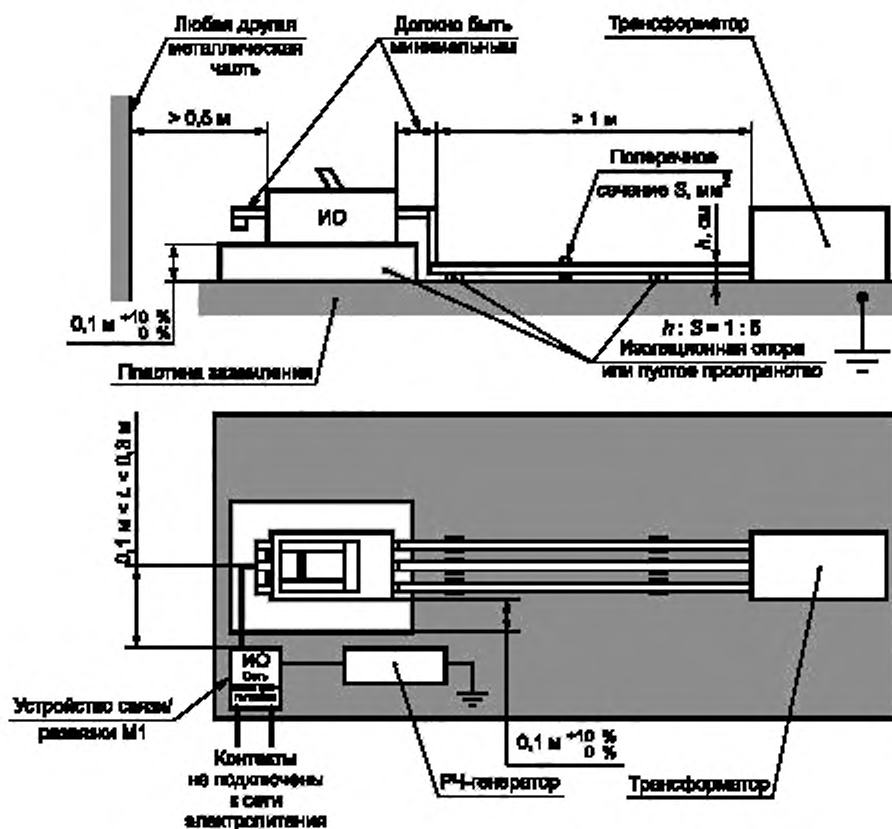 Любая другая
металлическая
часть
Должно быть
минимальным
Трансформатор
> 0,5 м
> 1 м
Поперечное
сечение S, мм²
ИО
h, см
0,1 м +10 %
0 %
h : S = 1 : 5
Изоляционная опора
или пустое пространство
Пластина заземления
0,1 м < L < 0,3 м
ИО
Устройство связи/
развязки М1
Контакты
не подключены
к сети
электропитания
0,1 м +10 %
0 %
РЧ-генератор
Трансформатор